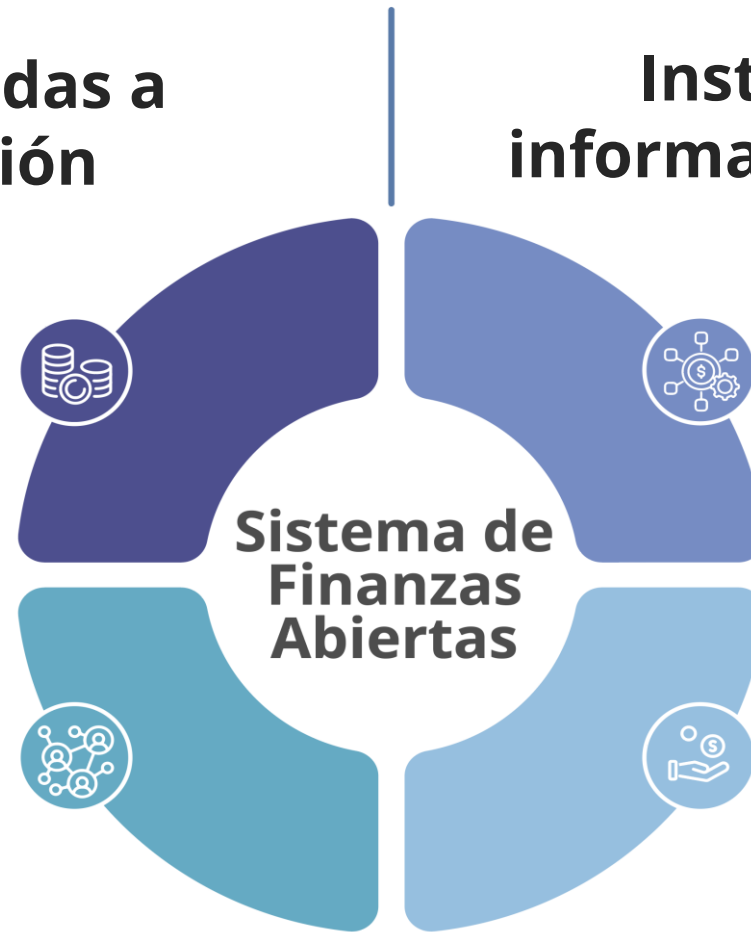 das a
ión
Inst
informa
Sistema de
Finanzas
Abiertas